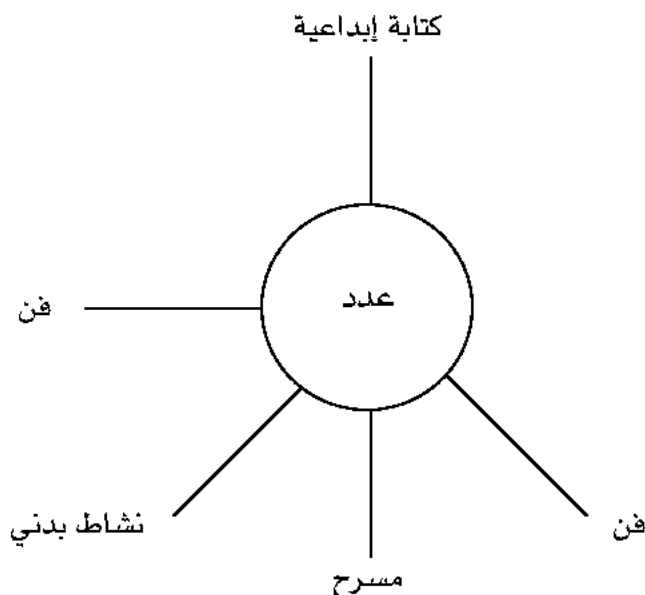 كتابة إبداعية
عدد
فن
نشاط بدني
فن
مسرح